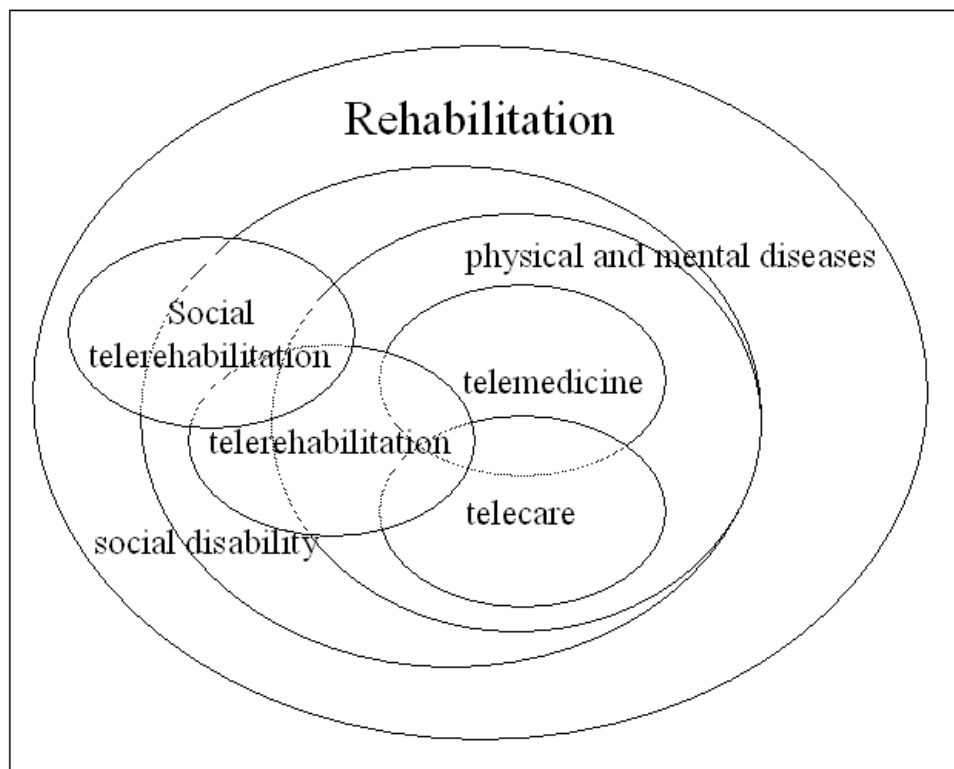 Rehabilitation
physical and mental diseases
Social
telerehabilitation
telemedicine
telerehabilitation
telecare
social disability